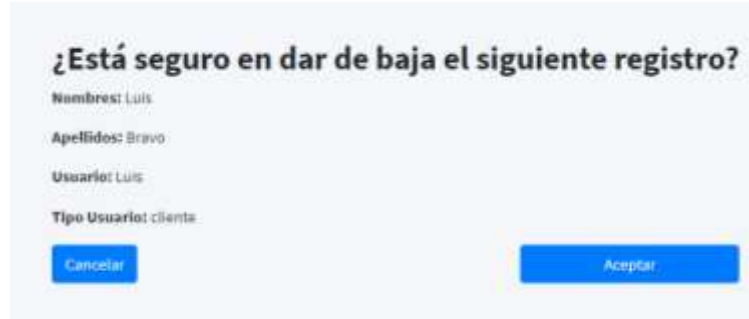 ¿Está seguro en dar de baja el siguiente registro?
Nombres: Luis
Apellidos: Bravo
Usuario: Luis
Tipo Usuario: cliente
Cancelar Aceptar